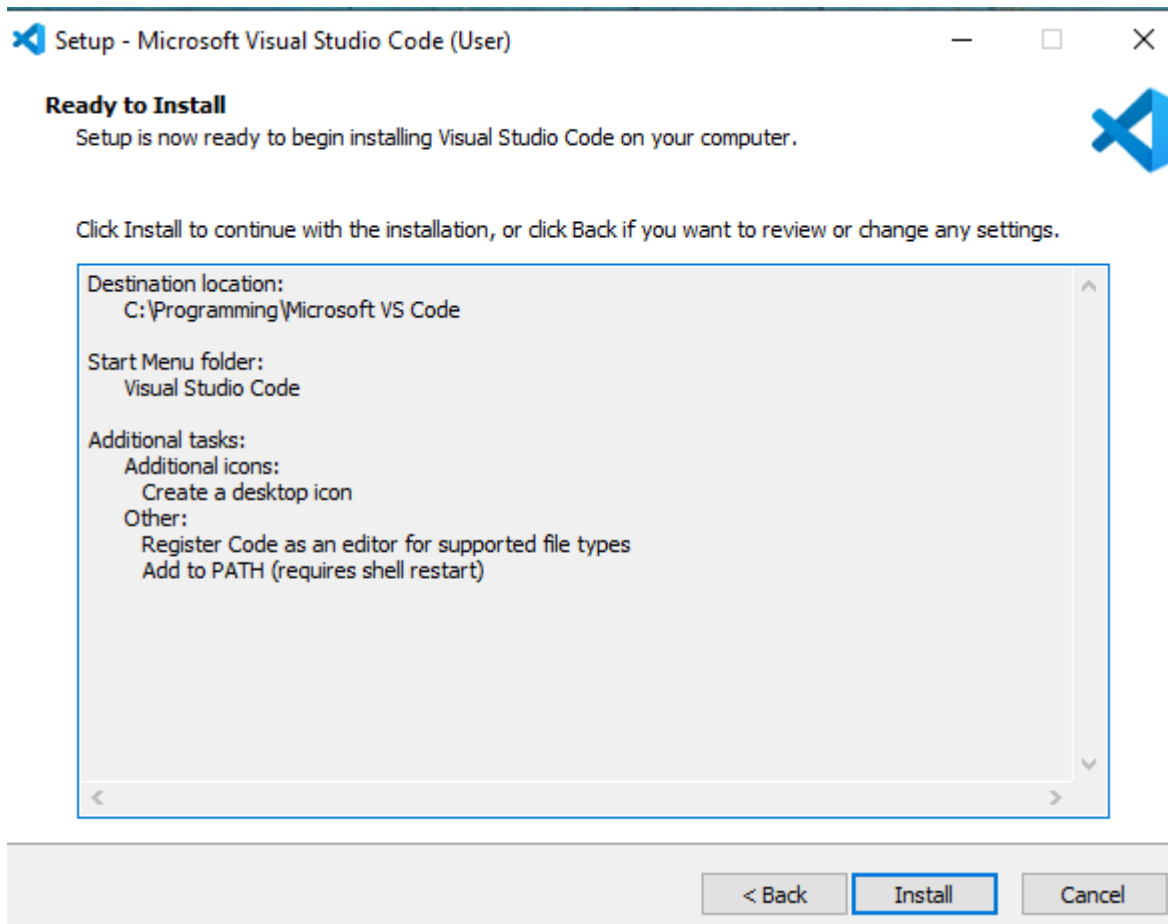 Setup - Microsoft Visual Studio Code (User)
Ready to Install
Setup is now ready to begin installing Visual Studio Code on your computer.
Click Install to continue with the installation, or click Back if you want to review or change any settings.
Destination location:
C:\Programming\Microsoft VS Code
Start Menu folder:
Visual Studio Code
Additional tasks:
Additional icons:
Create a desktop icon
Other:
Register Code as an editor for supported file types
Add to PATH (requires shell restart)
< Back Install Cancel